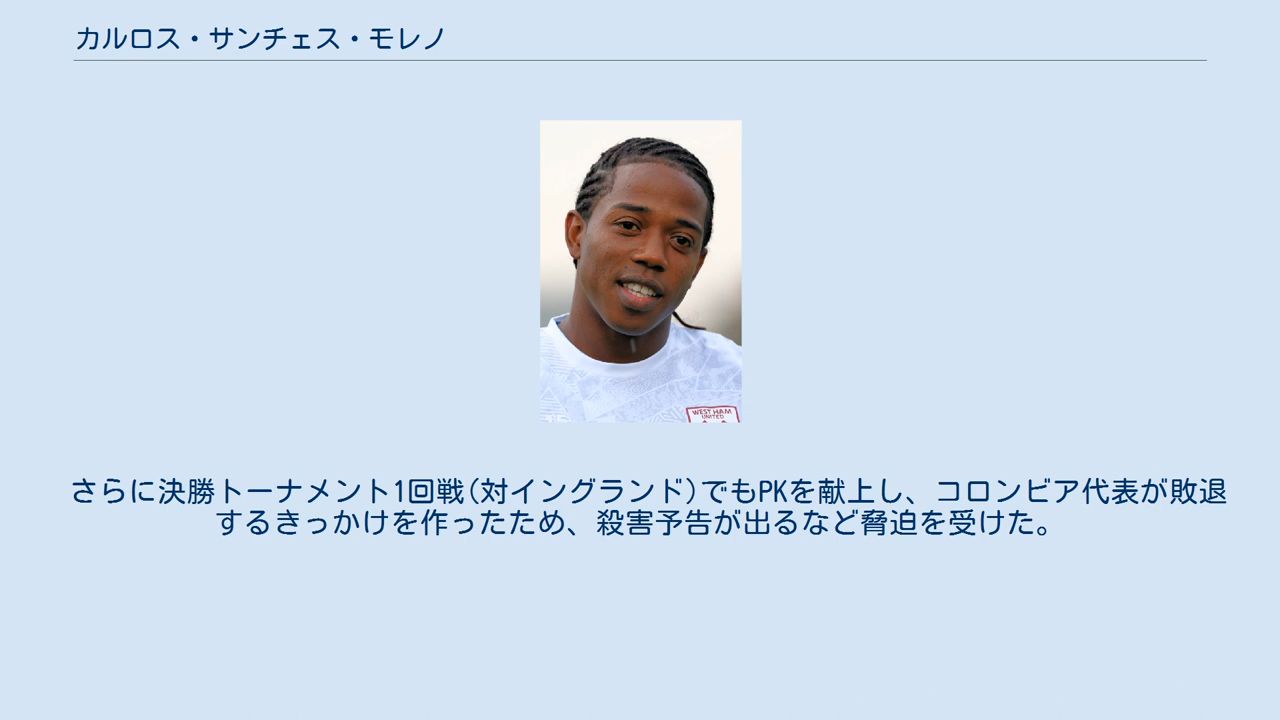 カルロス・サンチェス・モレノ
WEST HAM
UNITED
さらに決勝トーナメント1回戦(対イングランド)でもPKを献上し、コロンビア代表が敗退
するきっかけを作ったため、殺害予告が出るなど脅迫を受けた。